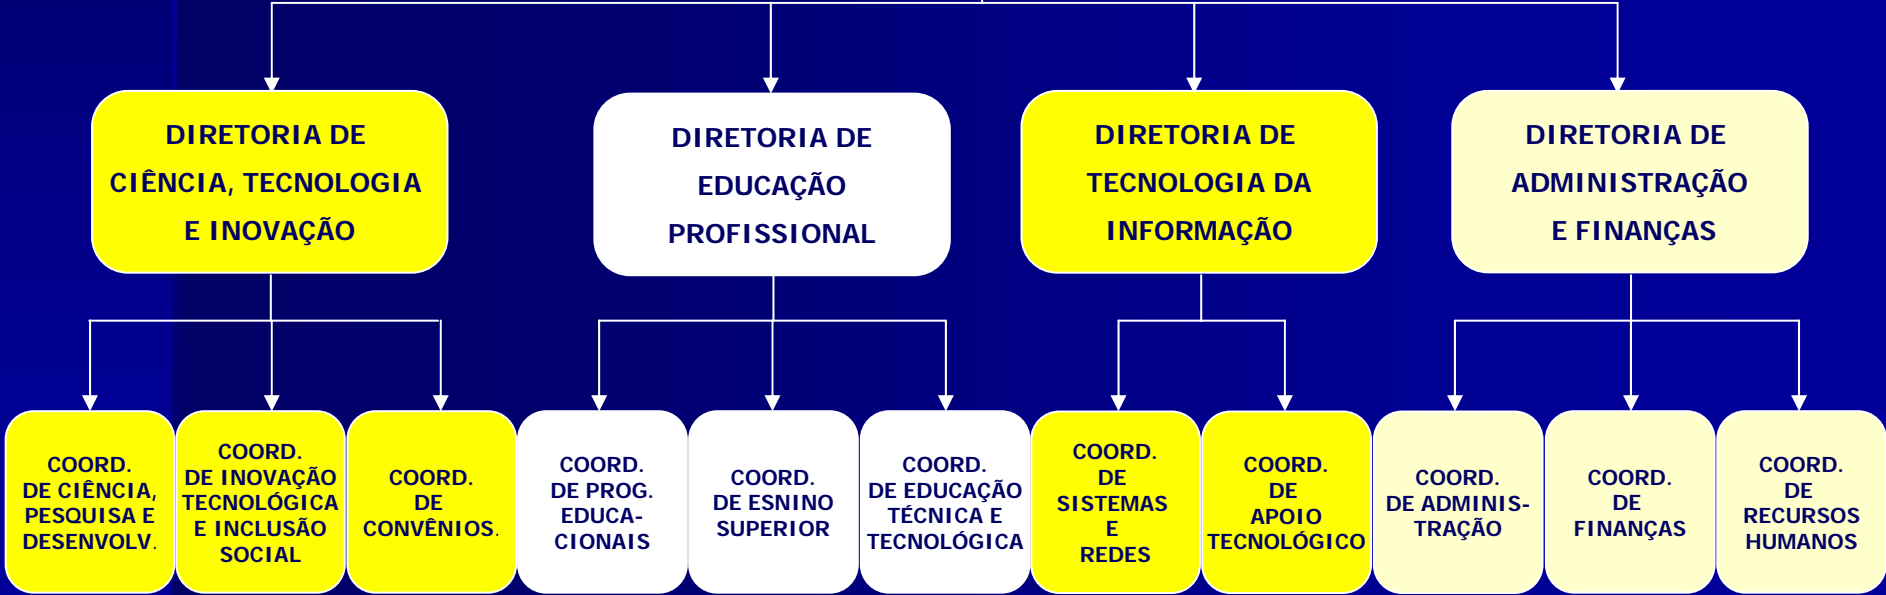 DIRETORIA DE
CIÊNCIA, TECNOLOGIA
E INOVAÇÃO
DIRETORIA DE
EDUCAÇÃO
PROFISSIONAL
DIRETORIA DE
TECNOLOGIA DA
INFORMAÇÃO
DIRETORIA DE
ADMINISTRAÇÃO
E FINANÇAS
COORD.
DE CIÊNCIA,
PESQUISA E
DESENVOLV.
COORD.
DE INOVAÇÃO
TECNOLÓGICA
E INCLUSÃO
SOCIAL
COORD.
DE
CONVÊNIOS.
COORD.
DE PROG.
EDUCA-
CIONAIS
COORD.
DE ESNINO
SUPERIOR
COORD.
DE EDUCAÇÃO
TÉCNICA E
TECNOLÓGICA
COORD.
DE
SISTEMAS
E
REDES
COORD.
DE
APOIO
TECNOLÓGICO
COORD.
DE ADMINIS-
TRAÇÃO
COORD.
DE
FINANÇAS
COORD.
DE
RECURSOS
HUMANOS